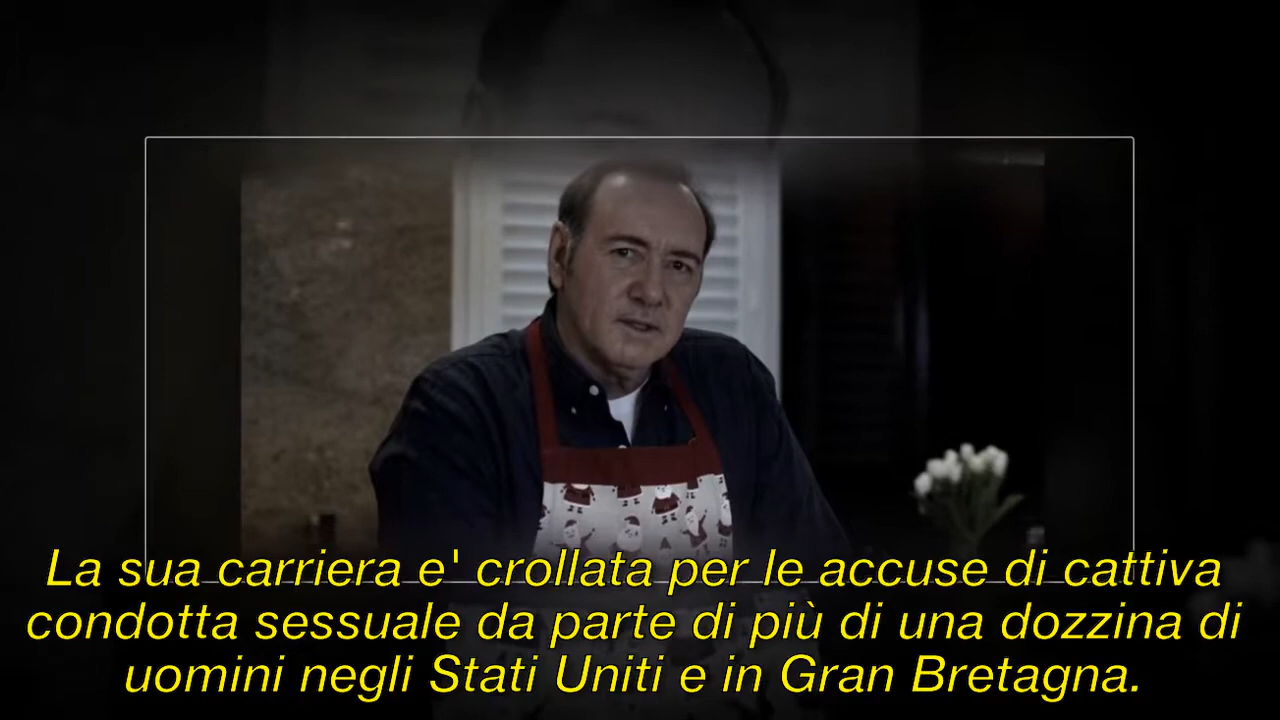 La sua carriera e' crollata per le accuse di cattiva
condotta sessuale da parte di più di una dozzina di
uomini negli Stati Uniti e in Gran Bretagna.